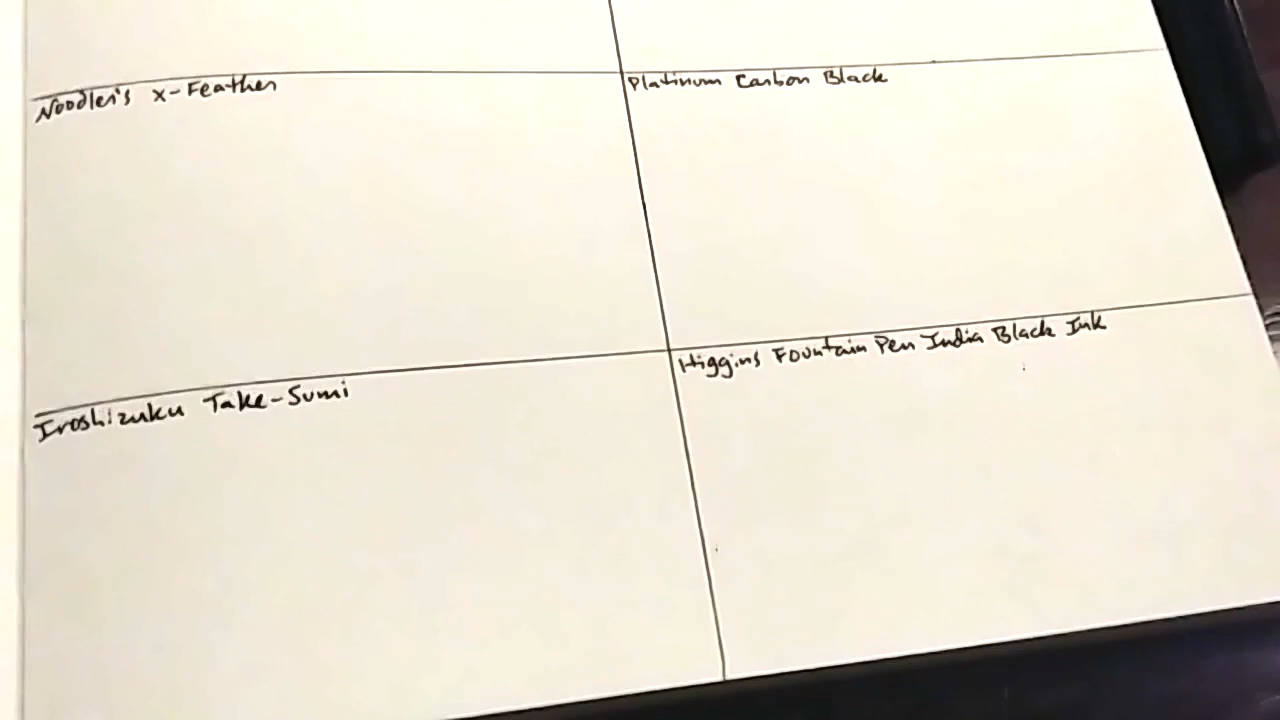 Noodler's X-Feather
Platinum Carbon Black
Iroshizuku Take-Sumi
Higgins Fountain Pen India Black Ink